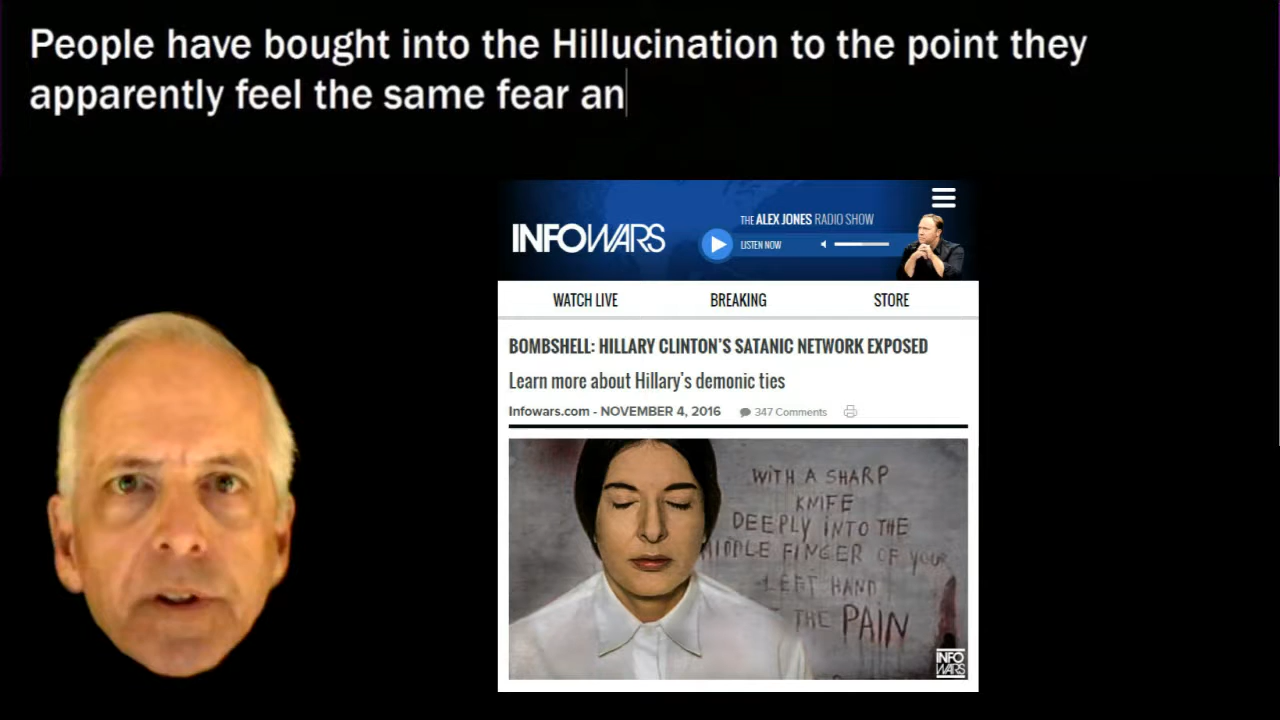 People have bought into the Hillucination to the point they
apparently feel the same fear an
INFOWARS
THE ALEX JONES RADIO SHOW
LISTEN NOW
WATCH LIVE BREAKING STORE
BOMBSHELL: HILLARY CLINTON'S SATANIC NETWORK EXPOSED
Learn more about Hillary's demonic ties
Infowars.com - NOVEMBER 4, 2016 347 Comments
WITH A SHARP
KNIFE
DEEPLY INTO THE
MIDDLE FINGER OF YOUR
LEFT HAND
THE PAIN
INFO
WARS